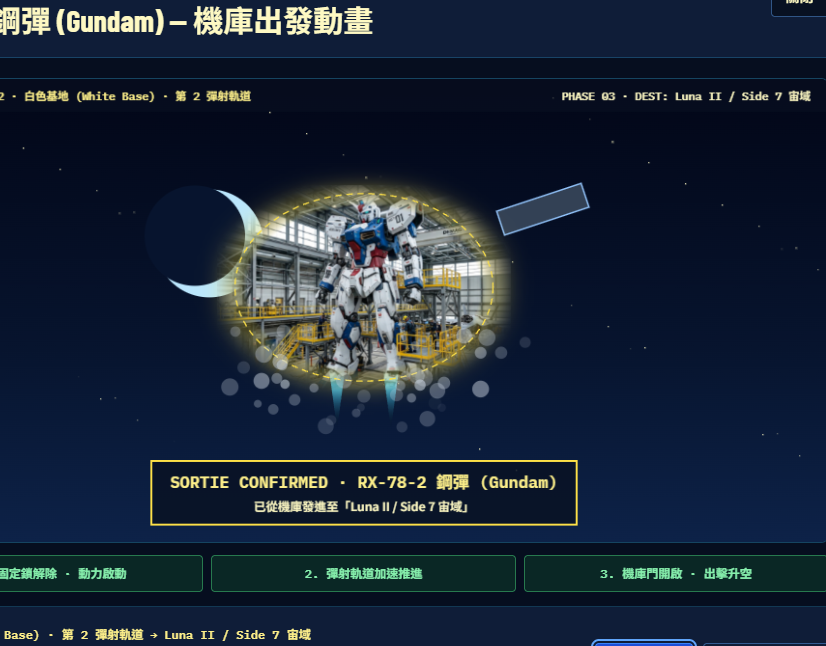 鋼彈 (Gundam) — 機庫出發動畫
2 · 白色基地 (White Base) · 第 2 彈射軌道
PHASE 03 · DEST: Luna II / Side 7 宙域
01
SORTIE CONFIRMED · RX-78-2 鋼彈 (Gundam)
已從機庫發進至「Luna II / Side 7 宙域」
固定鎖解除 · 動力啟動
2. 彈射軌道加速推進
3. 機庫門開啟 · 出擊升空
Base) · 第 2 彈射軌道 → Luna II / Side 7 宙域